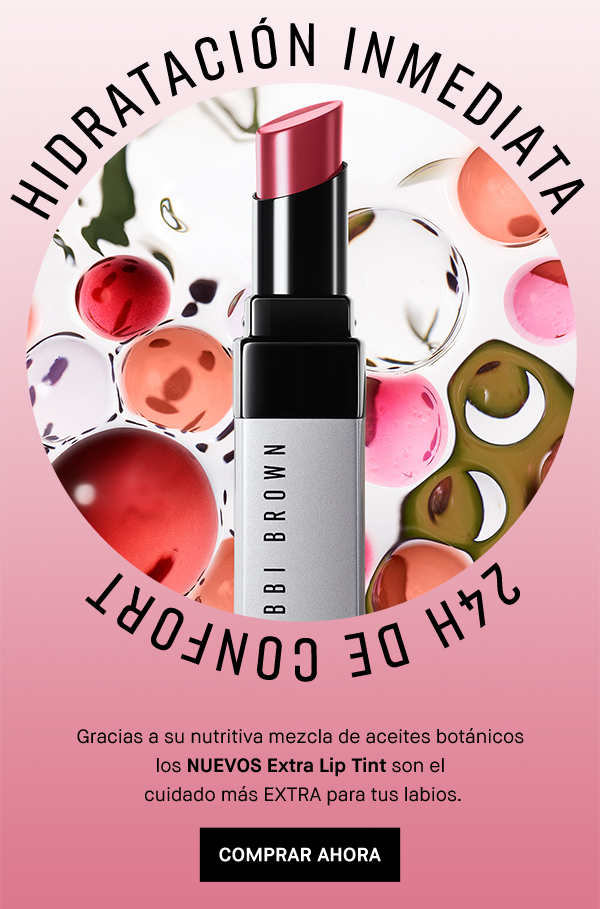 HIDRATACIÓN INMEDIATA
BBI BROWN
24H DE CONFORT
Gracias a su nutritiva mezcla de aceites botánicos
los NUEVOS Extra Lip Tint son el
cuidado más EXTRA para tus labios.
COMPRAR AHORA